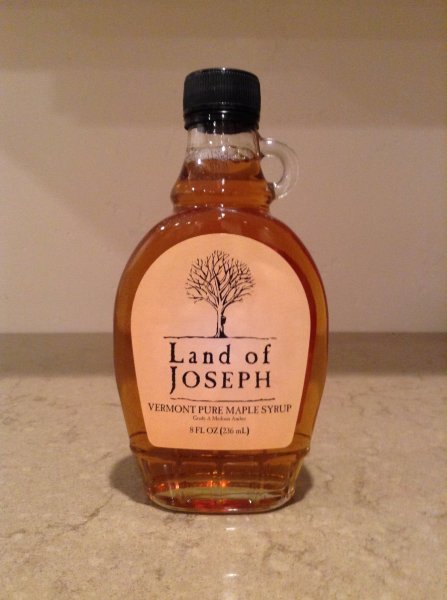 Land of
JOSEPH
VERMONT PURE MAPLE SYRUP
Grade A Medium Amber
8 FL OZ (236 mL)